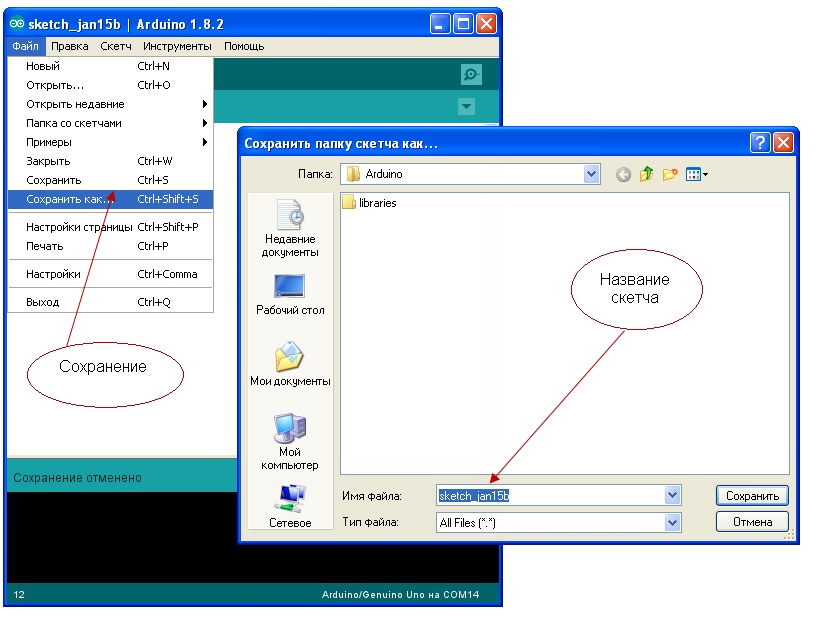 sketch_jan15b | Arduino 1.8.2
Файл Правка Скетч Инструменты Помощь
Новый Ctrl+N
Открыть... Ctrl+O
Открыть недавние
Папка со скетчами
Примеры
Закрыть Ctrl+W
Сохранить Ctrl+S
Сохранить как... Ctrl+Shift+S
Настройки страницы Ctrl+Shift+P
Печать Ctrl+P
Настройки Ctrl+Comma
Выход Ctrl+Q
Сохранение
Сохранение отменено
12 Arduino/Genuino Uno на COM14
Сохранить папку скетча как...
Папка: Arduino
libraries
Недавние
документы
Рабочий стол
Мои документы
Мой
компьютер
Сетевое
Название
скетча
Имя файла: sketch_jan15b Сохранить
Тип файла: All Files (*.*) Отмена